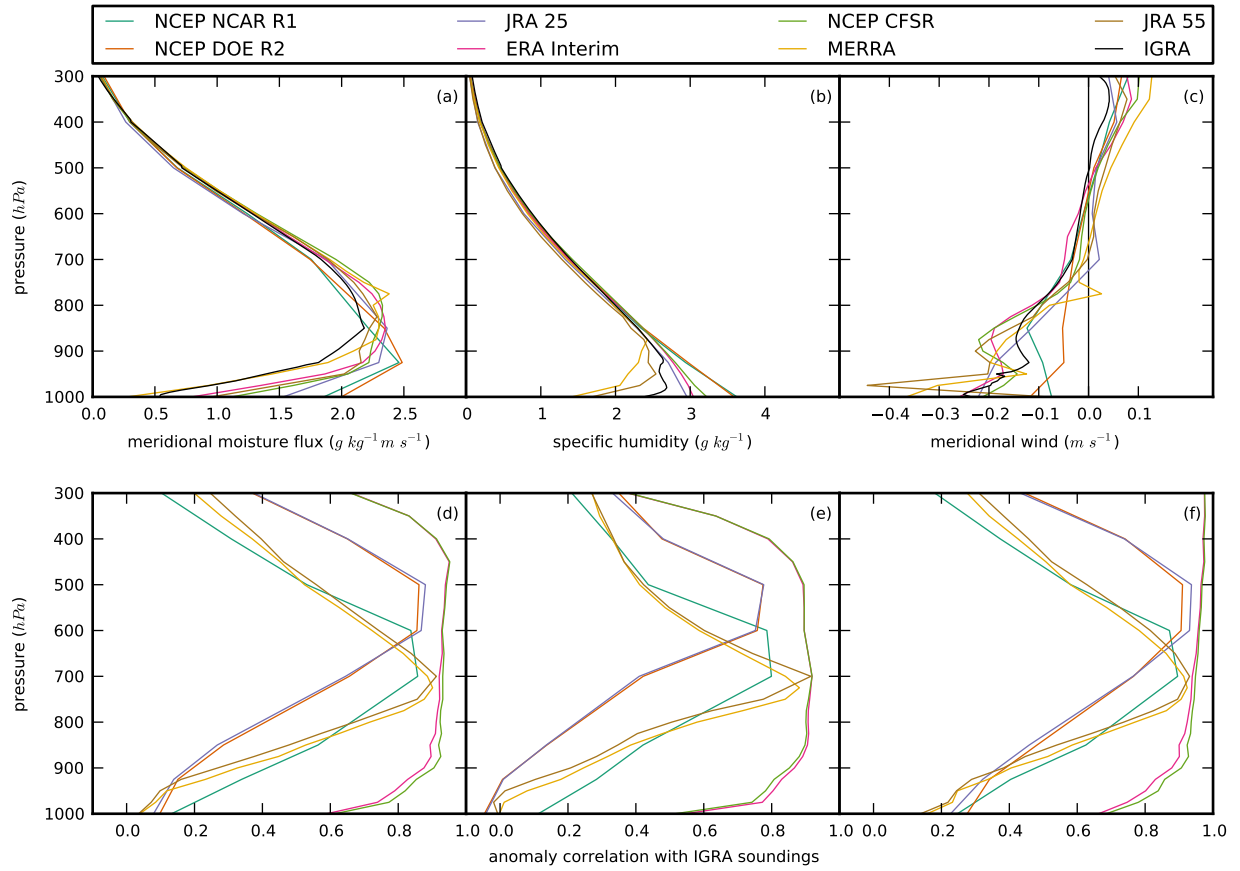 NCEP NCAR R1 JRA 25 NCEP CFSR JRA 55
NCEP DOE R2 ERA Interim MERRA IGRA
300
400
500
600
700
800
900
1000
pressure (hPa)
(a) (b) (c)
0.0 0.5 1.0 1.5 2.0 2.5 1 2 3 4 −0.4 −0.3 −0.2 −0.1 0.0 0.1
meridional moisture flux (g kg⁻¹m s⁻¹) specific humidity (g kg⁻¹) meridional wind (m s⁻¹)
300
400
500
600
700
800
900
1000
pressure (hPa)
(d) (e) (f)
0.0 0.2 0.4 0.6 0.8 1.0 0.0 0.2 0.4 0.6 0.8 1.0 0.0 0.2 0.4 0.6 0.8 1.0
anomaly correlation with IGRA soundings